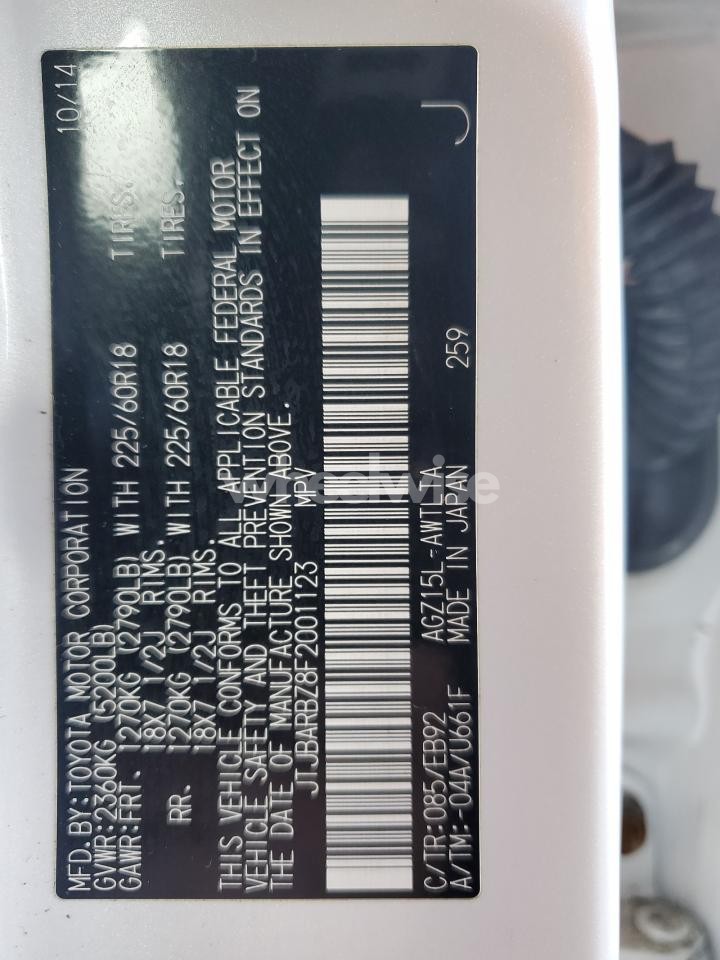 MFD.BY:TOYOTA MOTOR CORPORATION 10/14
GVWR:2360KG (5200LB)
GAWR:FRT. 1270KG (2790LB) WITH 225/60R18 TIRES.
18X7 1/2J RIMS.
RR. 1270KG (2790LB) WITH 225/60R18 TIRES.
18X7 1/2J RIMS.
THIS VEHICLE CONFORMS TO ALL APPLICABLE FEDERAL MOTOR
VEHICLE SAFETY AND THEFT PREVENTION STANDARDS IN EFFECT ON
THE DATE OF MANUFACTURE SHOWN ABOVE.
JTJBARBZ8F2001123 MPV
C/TR:085/EB92 AGZ15L-AWTLTA J
A/TM:-04A/U661F MADE IN JAPAN 259
wheelwise